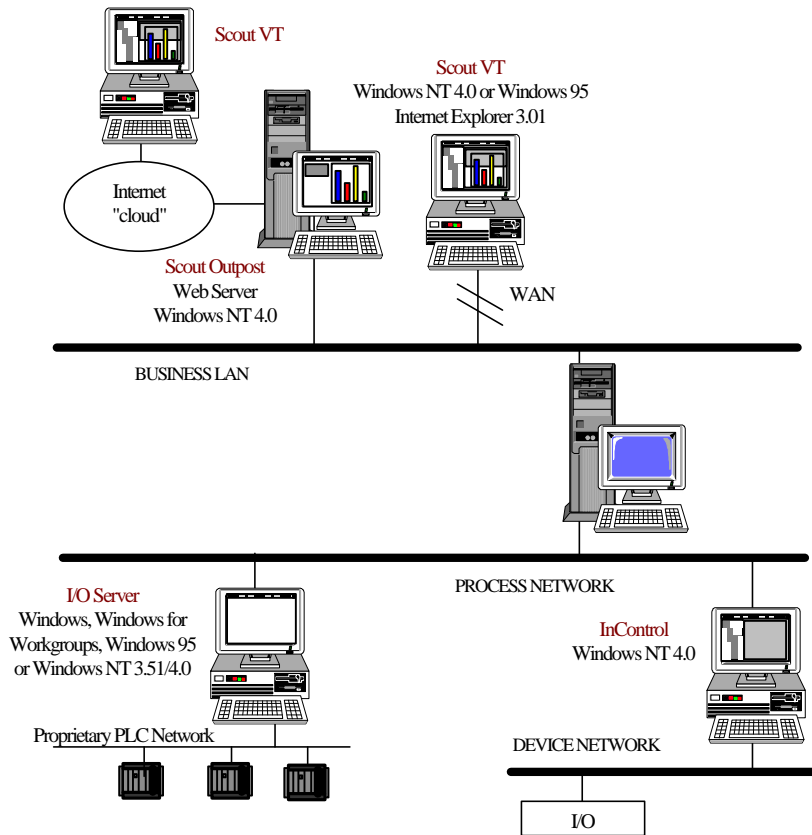 Scout VT
Scout VT
Windows NT 4.0 or Windows 95
Internet Explorer 3.01
Internet
"cloud"
Scout Outpost
Web Server
Windows NT 4.0
WAN
BUSINESS LAN
PROCESS NETWORK
I/O Server
Windows, Windows for
Workgroups, Windows 95
or Windows NT 3.51/4.0
InControl
Windows NT 4.0
Proprietary PLC Network
DEVICE NETWORK
I/O